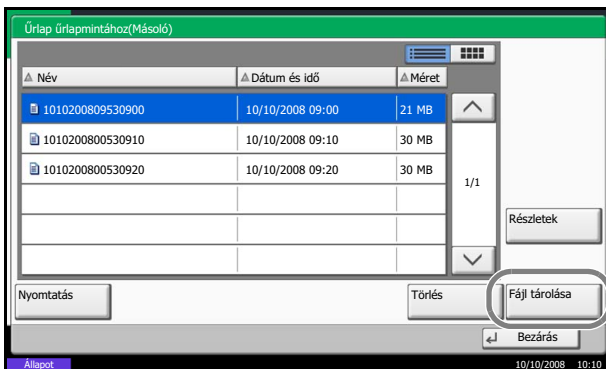 Űrlap űrlapmintához(Másoló)
Név Dátum és idő Méret
1010200809530900 10/10/2008 09:00 21 MB
1010200800530910 10/10/2008 09:10 30 MB
1010200800530920 10/10/2008 09:20 30 MB
1/1
Részletek
Nyomtatás Törlés Fájl tárolása
Bezárás
Állapot 10/10/2008 10:10